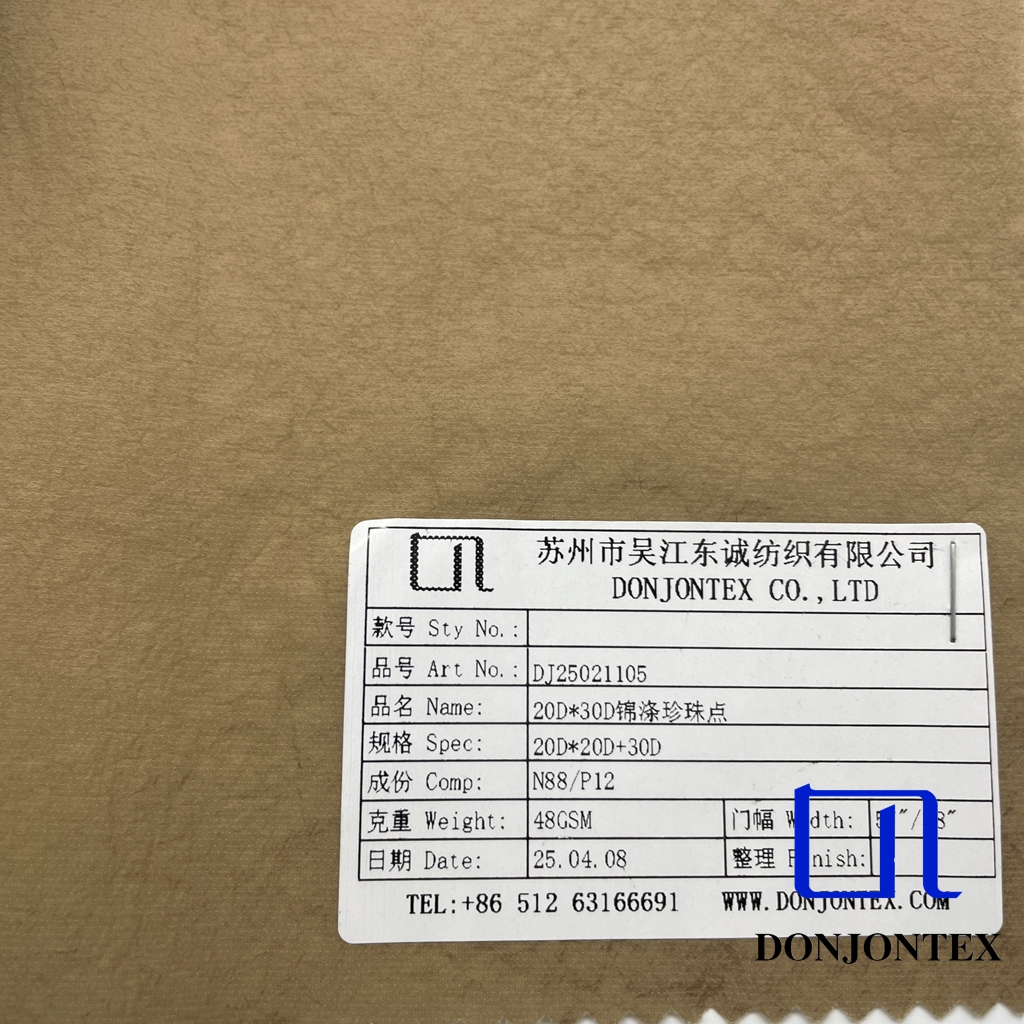 苏州市吴江东诚纺织有限公司
DONJONTEX CO.,LTD
款号 Sty No.:
品号 Art No.: DJ25021105
品名 Name: 20D*30D锦涤珍珠点
规格 Spec: 20D*20D+30D
成份 Comp: N88/P12
克重 Weight: 48GSM 门幅 Width:
日期 Date: 25.04.08 整理 Finish:
TEL:+86 512 63166691 WWW.DONJONTEX.COM
DONJONTEX